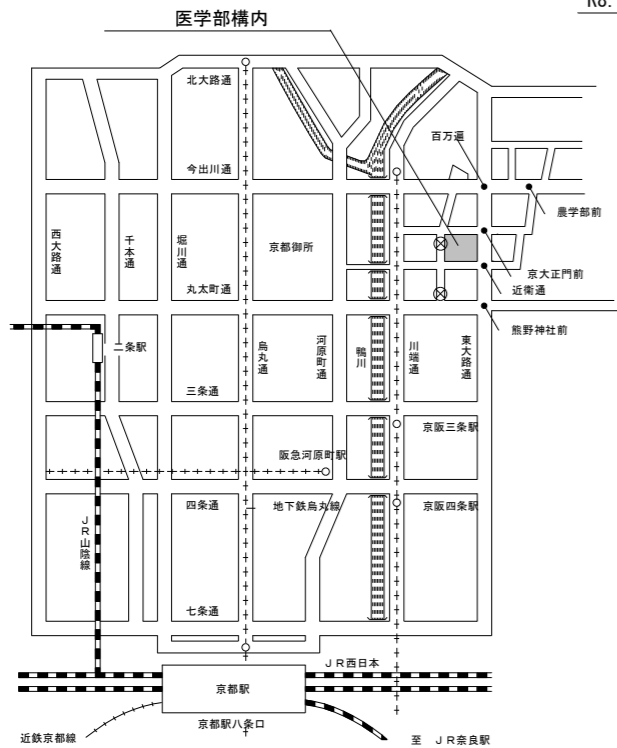 R6.
医学部構内
北大路通
百万遍
今出川通
農学部前
西大路通
千本通
堀川通
京都御所
京大正門前
丸太町通
近衛通
熊野神社前
二条駅
烏丸通
河原町通
鴨川
川端通
東大路通
三条通
京阪三条駅
阪急河原町駅
四条通
地下鉄烏丸線
京阪四条駅
JR山陰線
七条通
JR西日本
京都駅
京都駅八条口
近鉄京都線
至 JR奈良駅